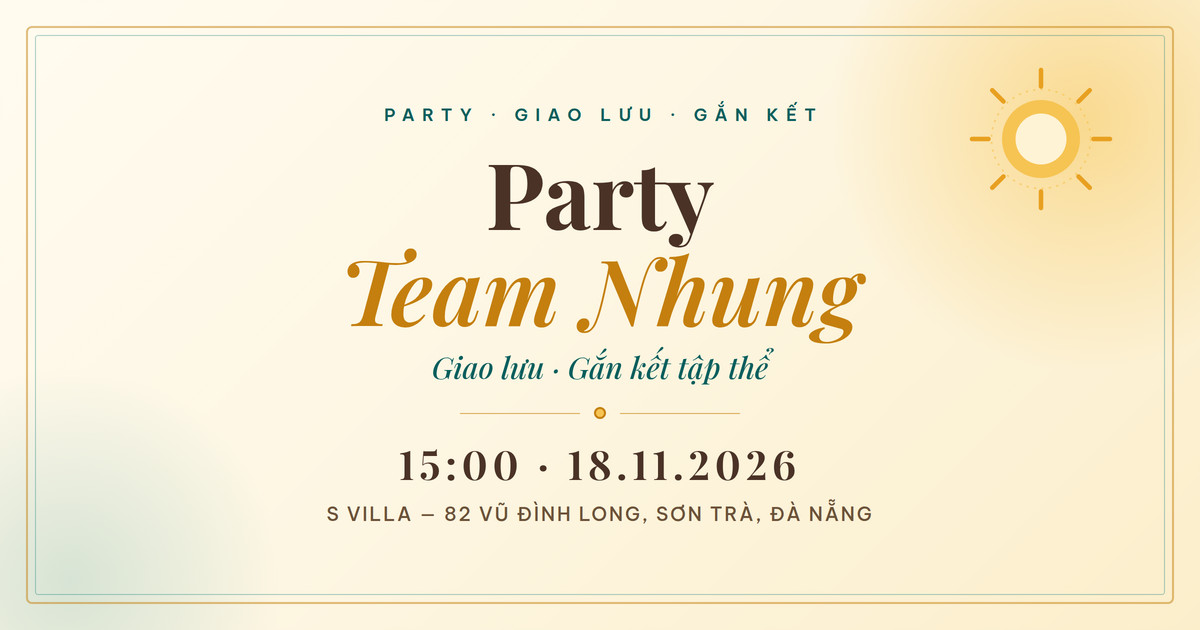 PARTY · GIAO LƯU · GẮN KẾT
Party
Team Nhung
Giao lưu · Gắn kết tập thể
15:00 · 18.11.2026
S VILLA – 82 VŨ ĐÌNH LONG, SƠN TRÀ, ĐÀ NẴNG